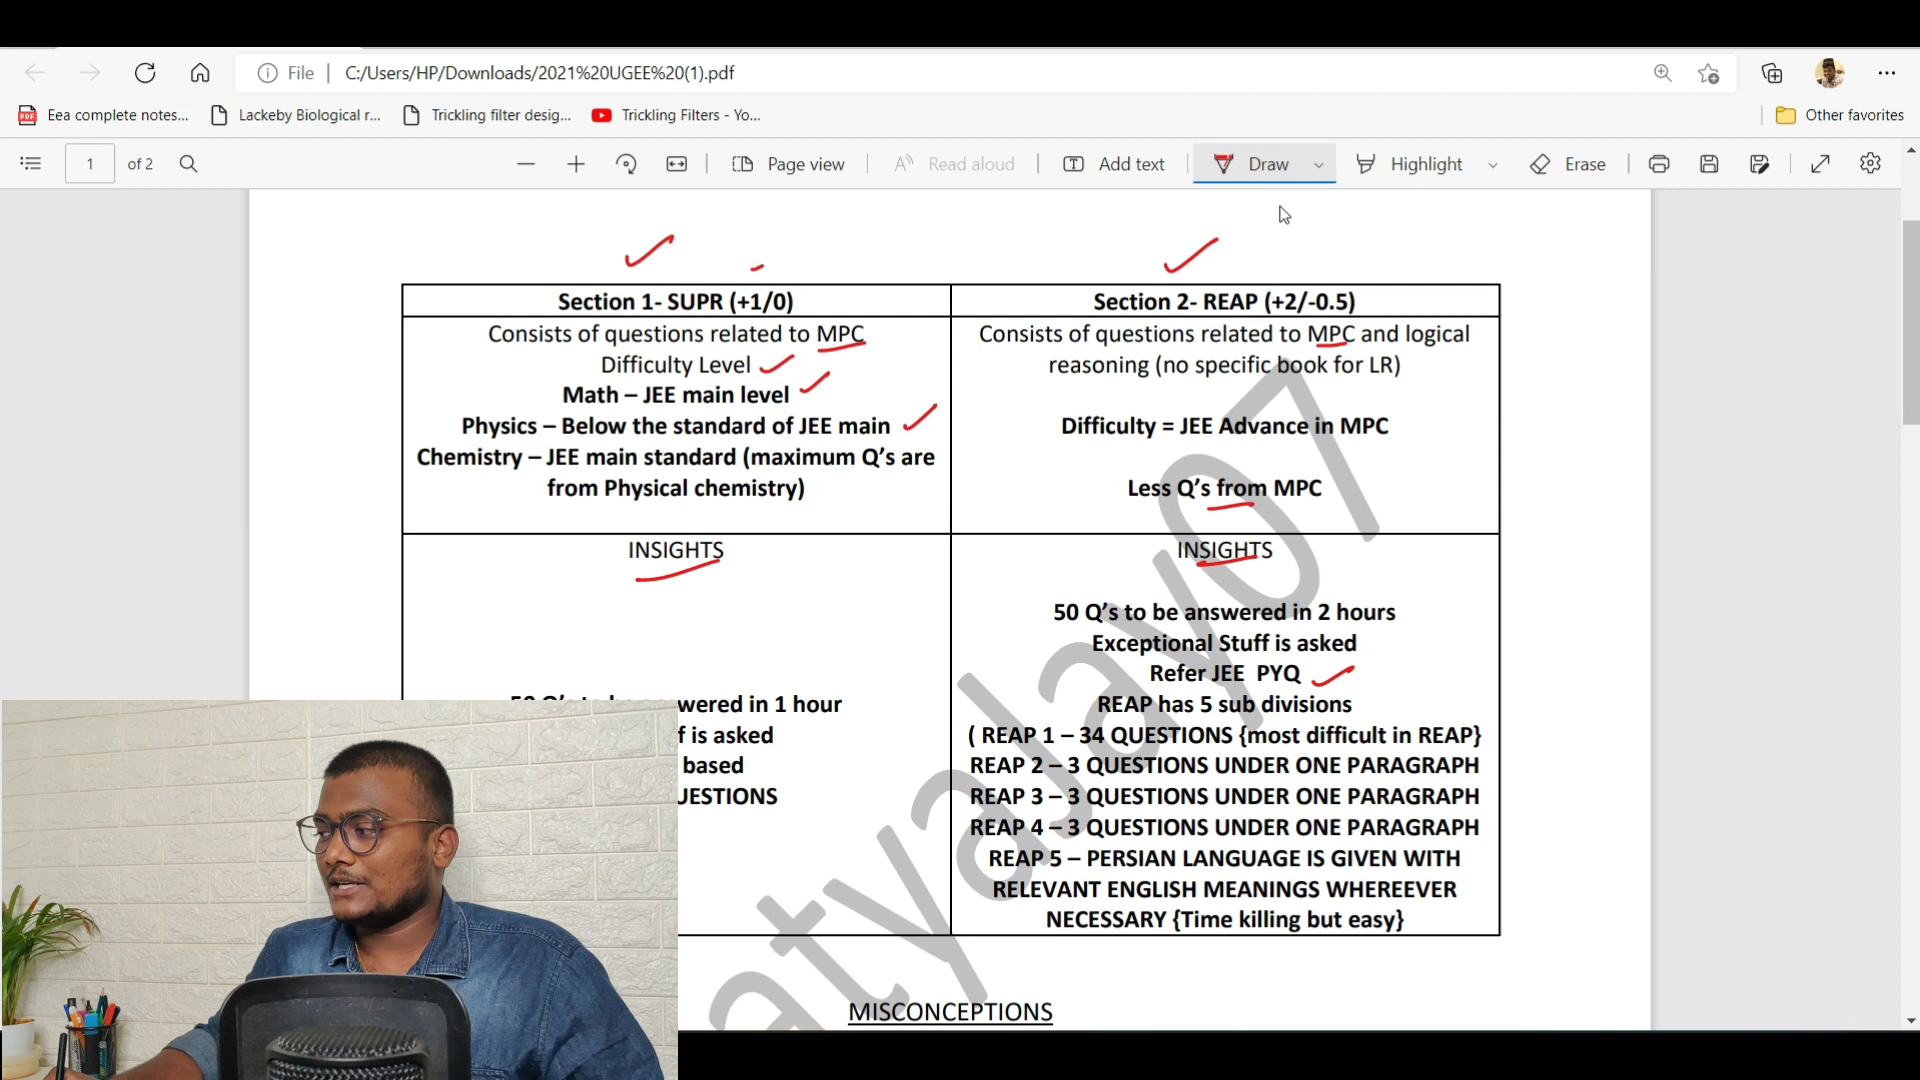 File
C:/Users/HP/Downloads/2021%20UGEE%20(1).pdf
Eea complete notes...
Lackeby Biological r...
Trickling filter desig...
Trickling Filters - Yo...
Other favorites
1 of 2
Page view
Read aloud
Add text
Draw
Highlight
Erase
Section 1- SUPR (+1/0)
Consists of questions related to MPC
Difficulty Level
Math – JEE main level
Physics – Below the standard of JEE main
Chemistry – JEE main standard (maximum Q's are
from Physical chemistry)
Section 2- REAP (+2/-0.5)
Consists of questions related to MPC and logical
reasoning (no specific book for LR)
Difficulty = JEE Advance in MPC
Less Q's from MPC
INSIGHTS
wered in 1 hour
f is asked
based
UESTIONS
INSIGHTS
50 Q's to be answered in 2 hours
Exceptional Stuff is asked
Refer JEE PYQ
REAP has 5 sub divisions
( REAP 1 – 34 QUESTIONS {most difficult in REAP}
REAP 2 – 3 QUESTIONS UNDER ONE PARAGRAPH
REAP 3 – 3 QUESTIONS UNDER ONE PARAGRAPH
REAP 4 – 3 QUESTIONS UNDER ONE PARAGRAPH
REAP 5 – PERSIAN LANGUAGE IS GIVEN WITH
RELEVANT ENGLISH MEANINGS WHEREEVER
NECESSARY {Time killing but easy}
MISCONCEPTIONS
atyaJay07